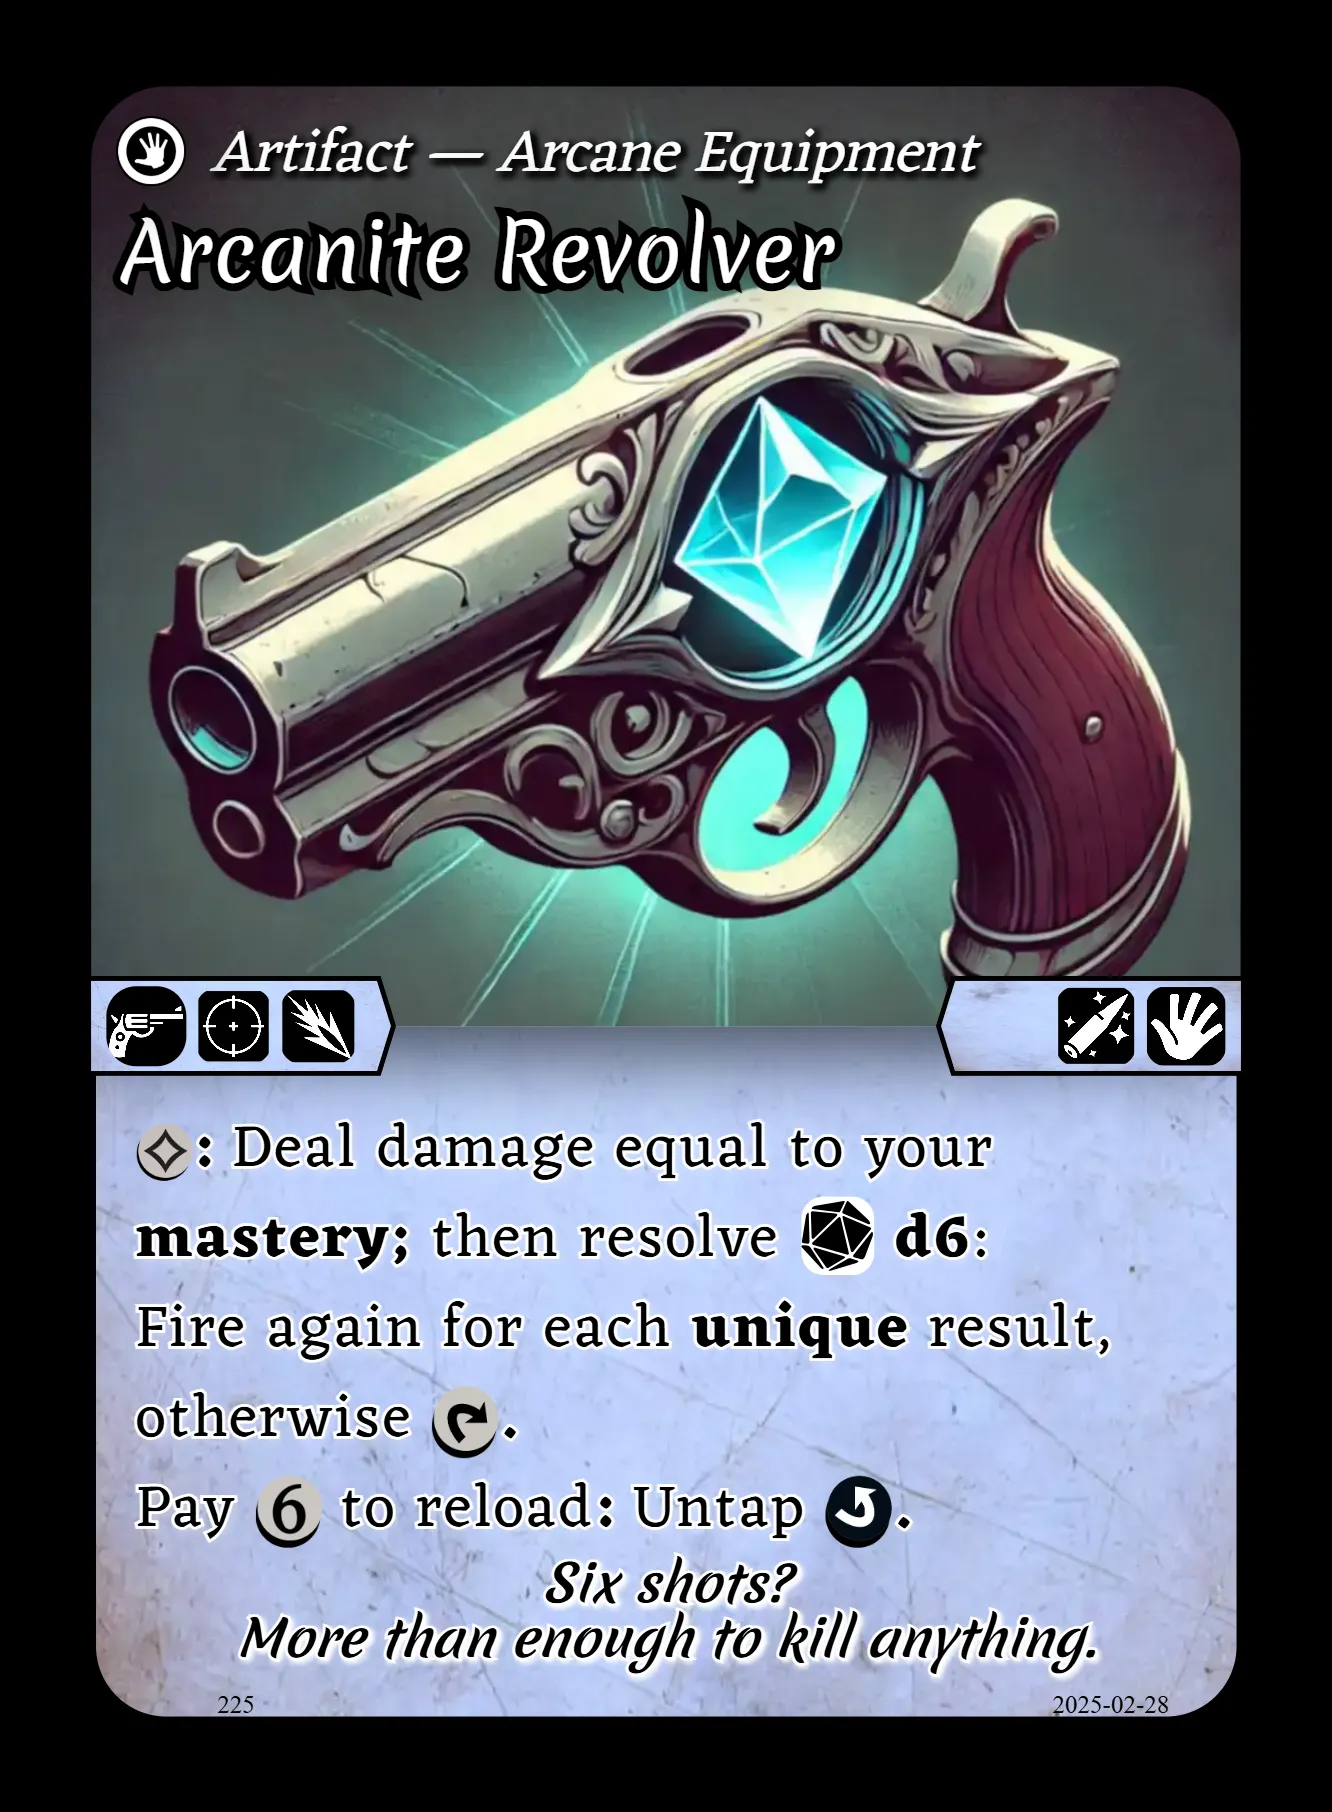 Artifact — Arcane Equipment
Arcanite Revolver
: Deal damage equal to your
mastery; then resolve d6:
Fire again for each unique result,
otherwise .
Pay 6 to reload: Untap .
Six shots?
More than enough to kill anything.
225
2025-02-28